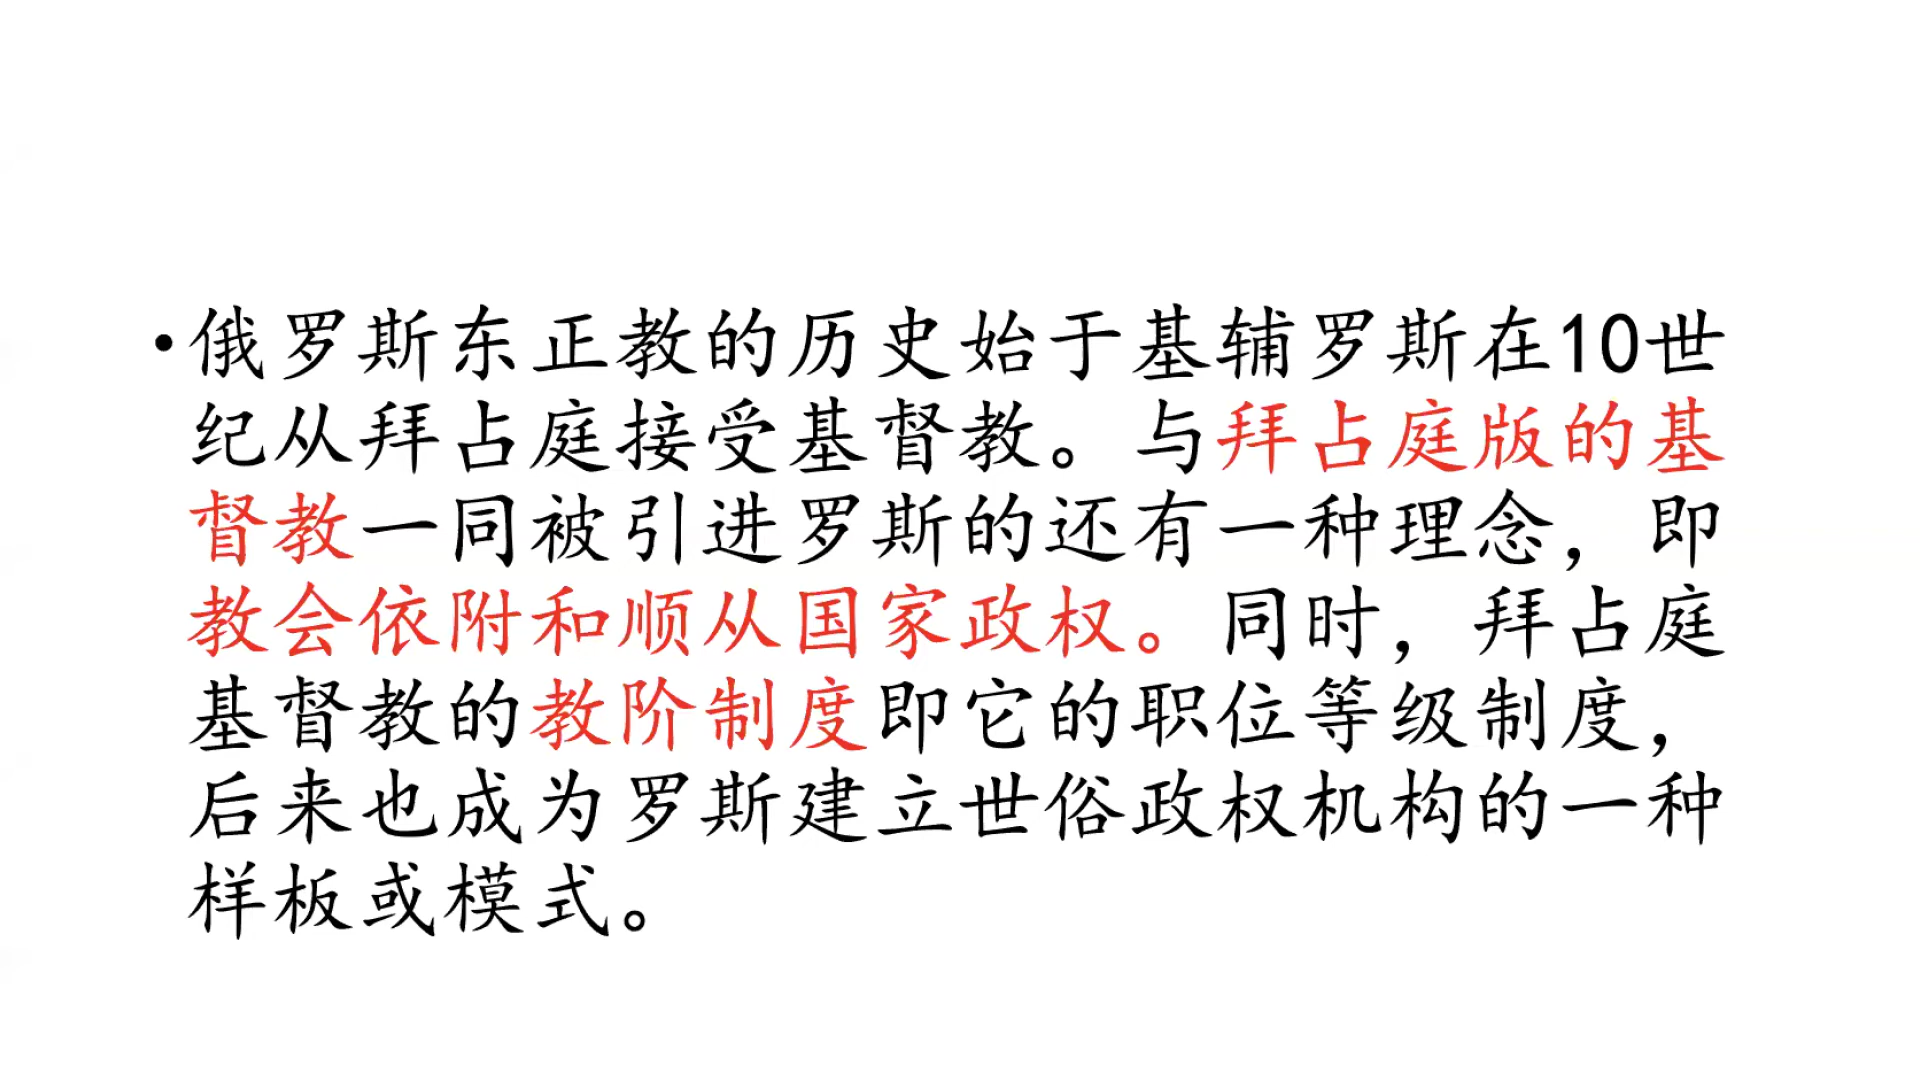 • 俄罗斯东正教的历史始于基辅罗斯在10世
纪从拜占庭接受基督教。与拜占庭版的基
督教一同被引进罗斯的还有一种理念，即
教会依附和顺从国家政权。同时，拜占庭
基督教的教阶制度即它的职位等级制度，
后来也成为罗斯建立世俗政权机构的一种
样板或模式。